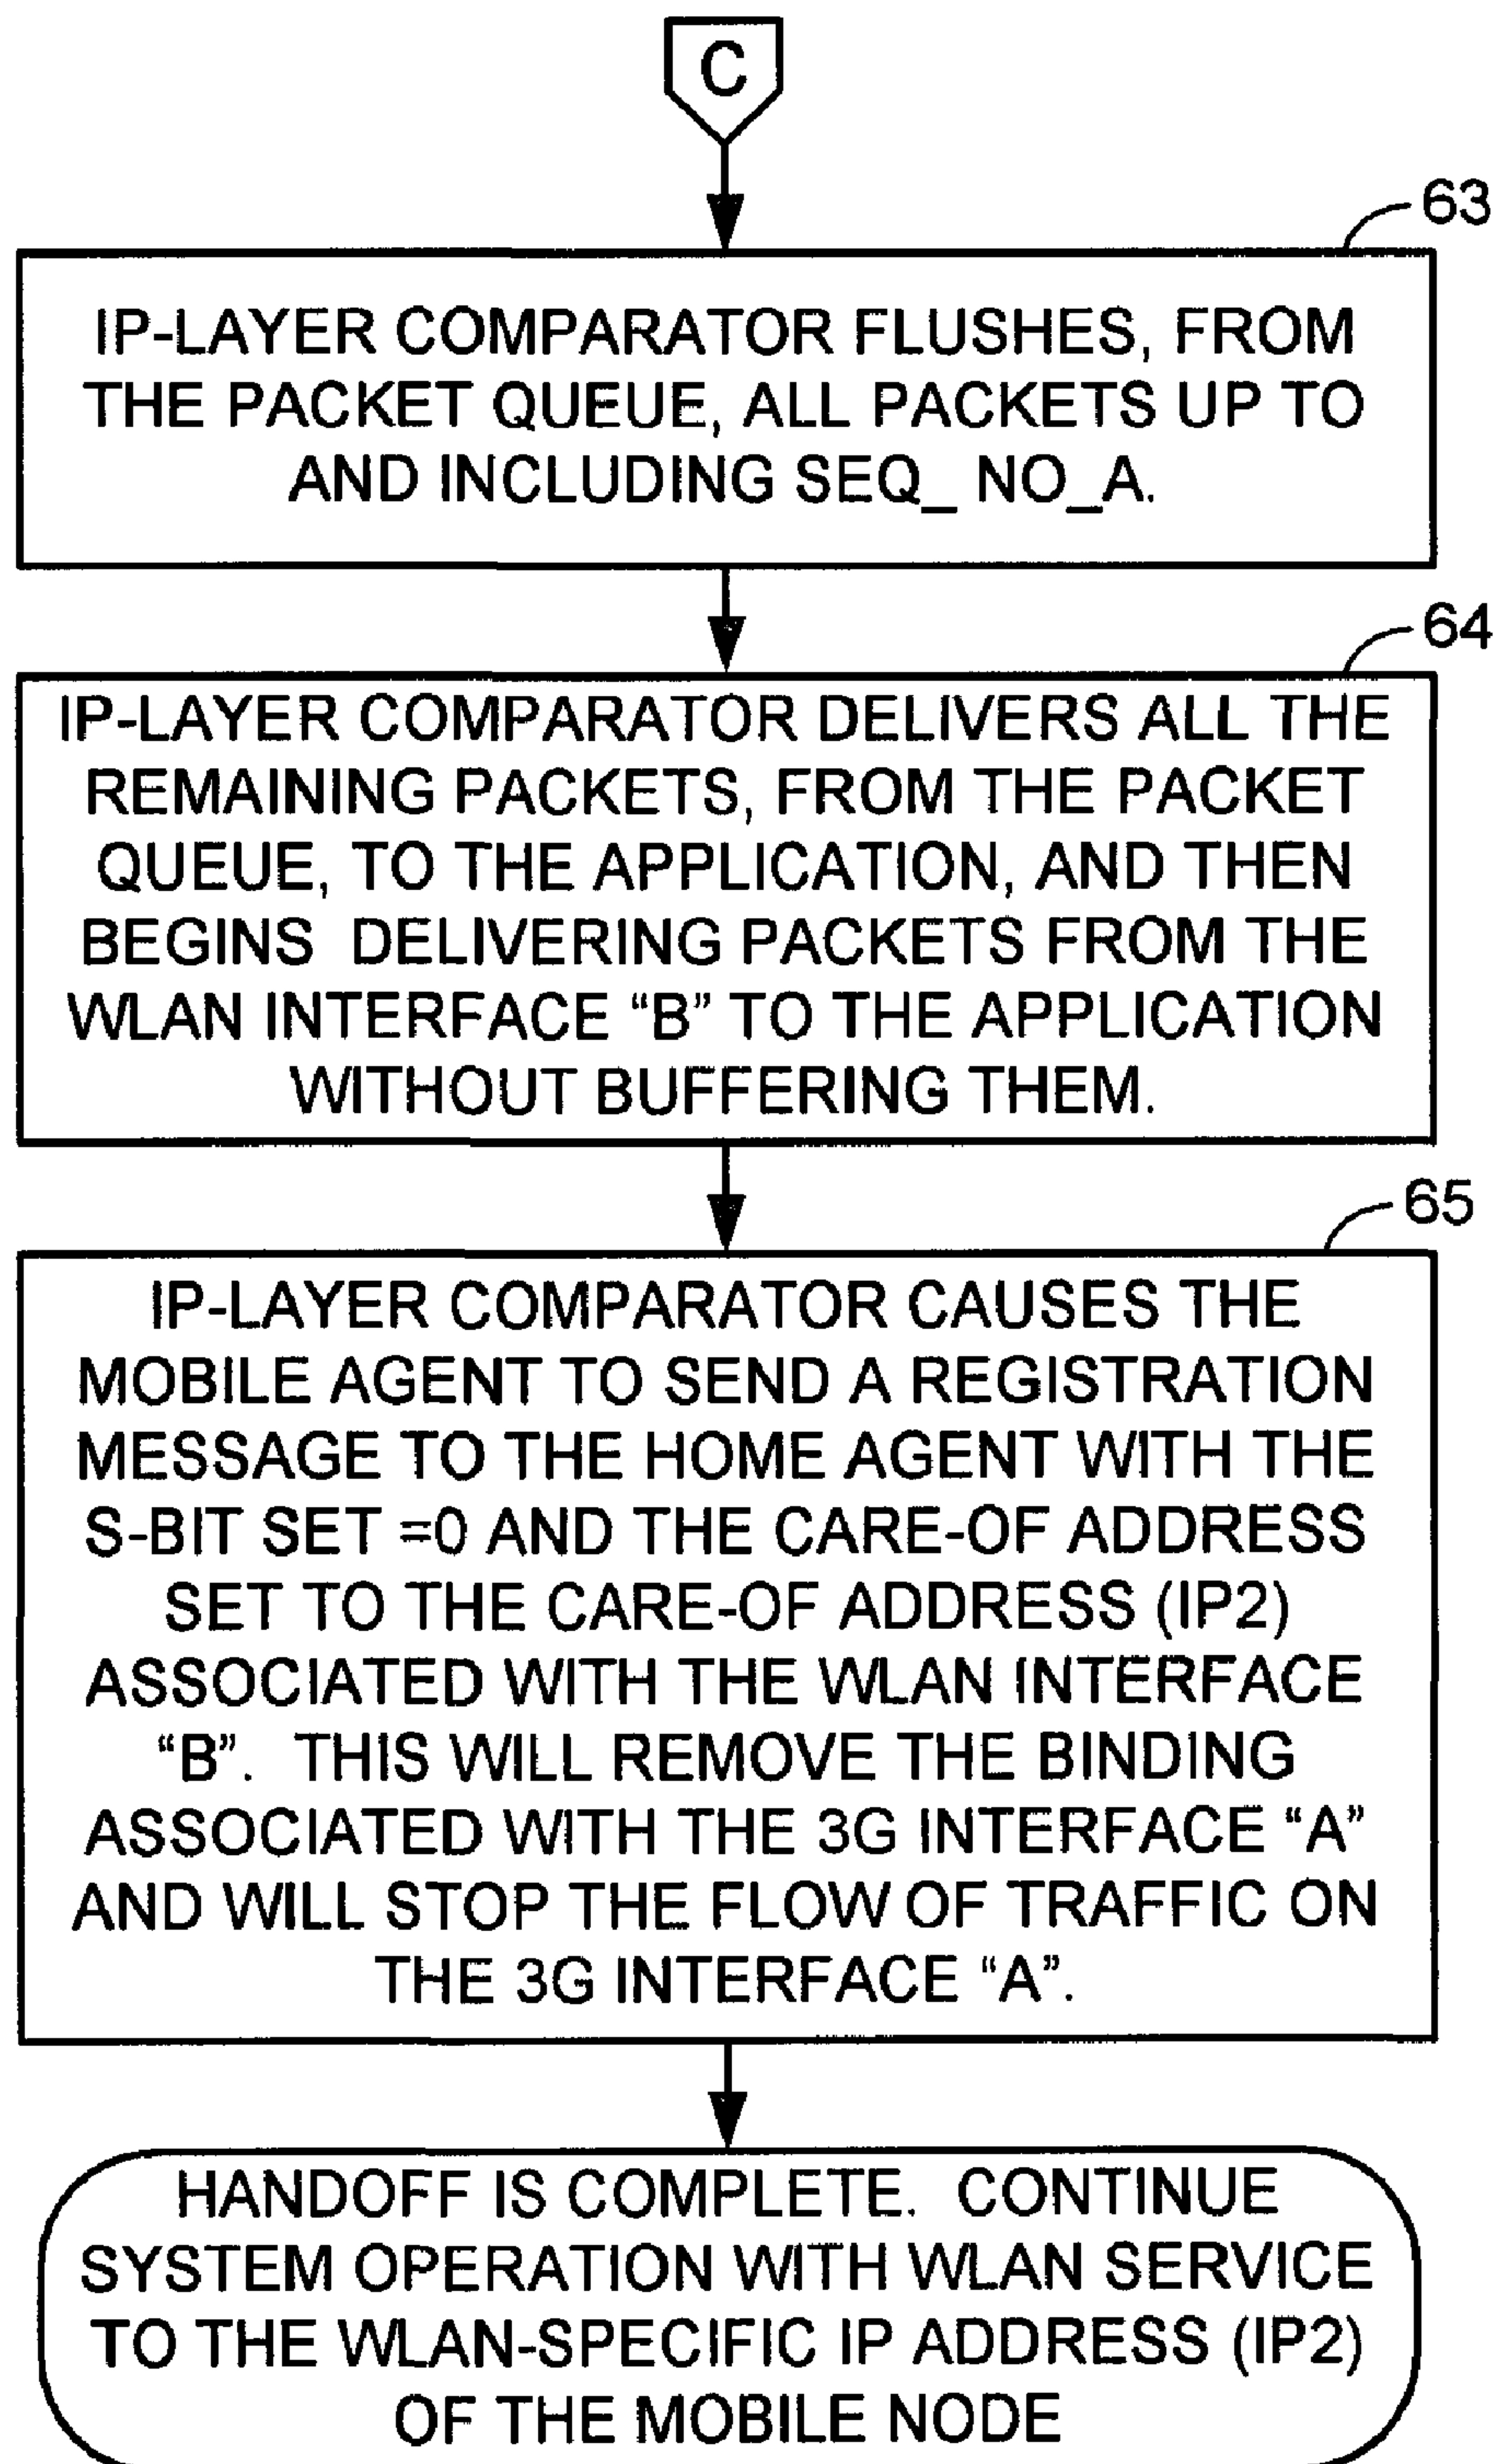 C
63
IP-LAYER COMPARATOR FLUSHES, FROM
THE PACKET QUEUE, ALL PACKETS UP TO
AND INCLUDING SEQ_ NO_A.
64
IP-LAYER COMPARATOR DELIVERS ALL THE
REMAINING PACKETS, FROM THE PACKET
QUEUE, TO THE APPLICATION, AND THEN
BEGINS  DELIVERING PACKETS FROM THE
WLAN INTERFACE “B” TO THE APPLICATION
WITHOUT BUFFERING THEM.
65
IP-LAYER COMPARATOR CAUSES THE
MOBILE AGENT TO SEND A REGISTRATION
MESSAGE TO THE HOME AGENT WITH THE
S-BIT SET =0 AND THE CARE-OF ADDRESS
SET TO THE CARE-OF ADDRESS (IP2)
ASSOCIATED WITH THE WLAN INTERFACE
“B”.  THIS WILL REMOVE THE BINDING
ASSOCIATED WITH THE 3G INTERFACE “A”
AND WILL STOP THE FLOW OF TRAFFIC ON
THE 3G INTERFACE “A”.
HANDOFF IS COMPLETE.  CONTINUE
SYSTEM OPERATION WITH WLAN SERVICE
TO THE WLAN-SPECIFIC IP ADDRESS (IP2)
OF THE MOBILE NODE